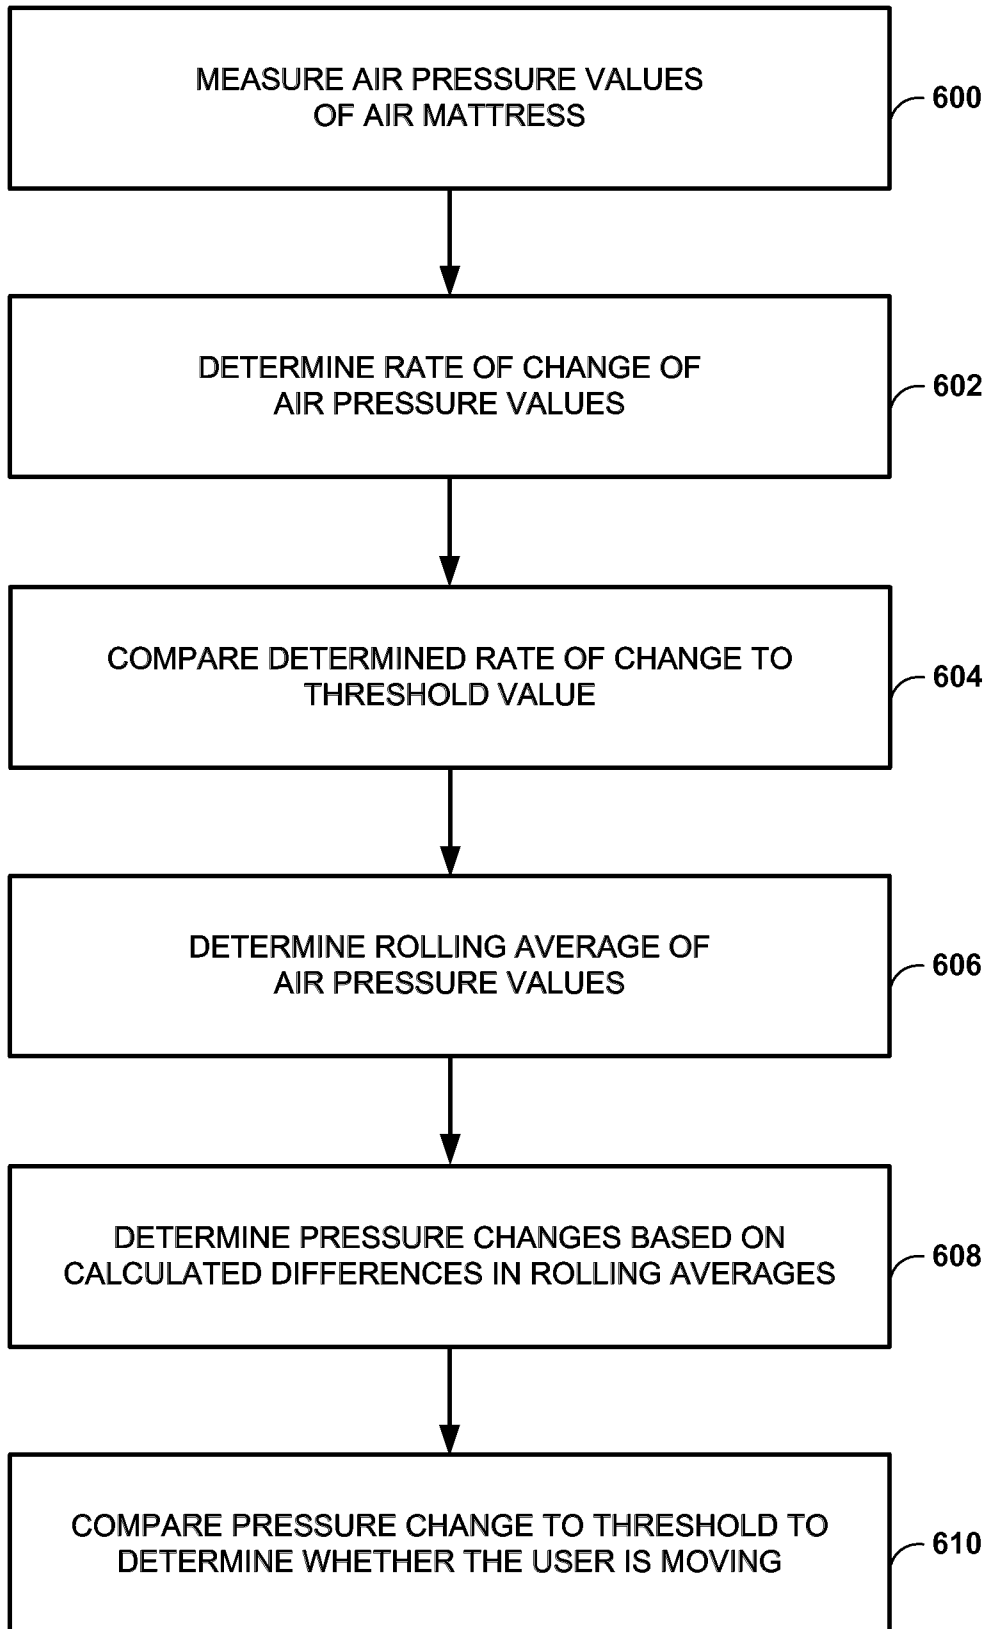 MEASURE AIR PRESSURE VALUES
OF AIR MATTRESS
600
DETERMINE RATE OF CHANGE OF
AIR PRESSURE VALUES
602
COMPARE DETERMINED RATE OF CHANGE TO
THRESHOLD VALUE
604
DETERMINE ROLLING AVERAGE OF
AIR PRESSURE VALUES
606
DETERMINE PRESSURE CHANGES BASED ON
CALCULATED DIFFERENCES IN ROLLING AVERAGES
608
COMPARE PRESSURE CHANGE TO THRESHOLD TO
DETERMINE WHETHER THE USER IS MOVING
610